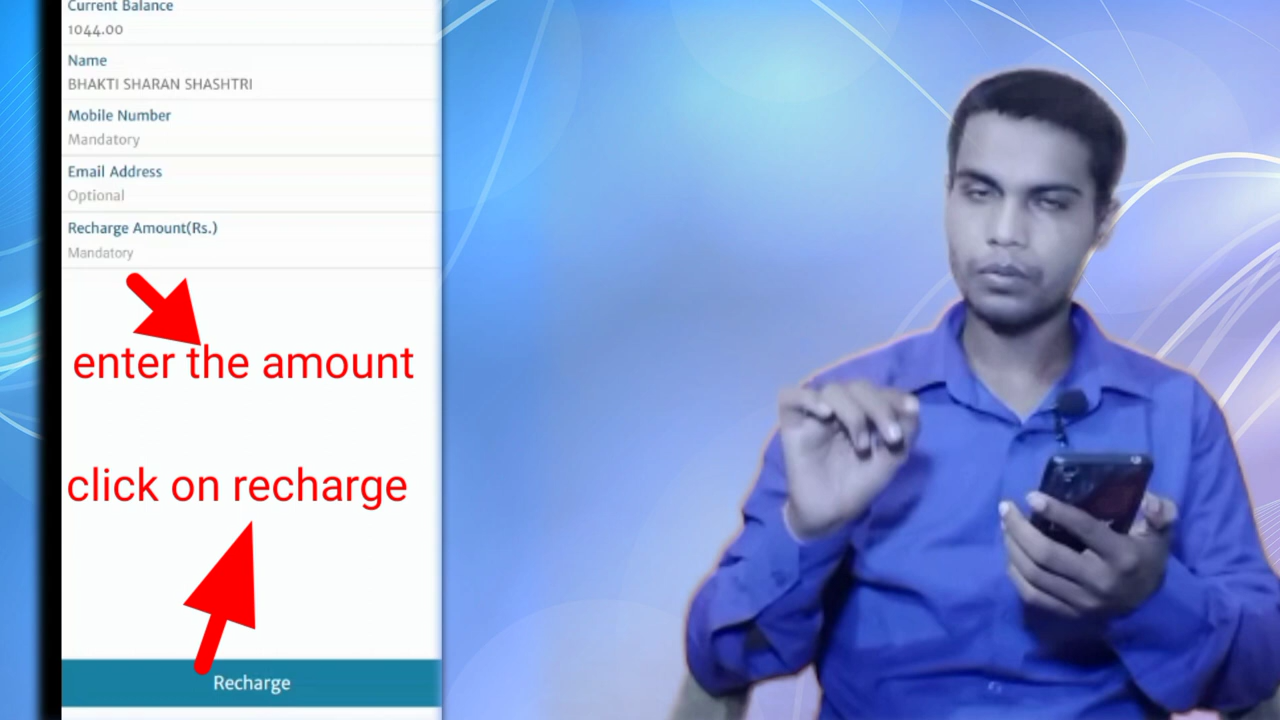 Current Balance
1044.00
Name
BHAKTI SHARAN SHASHTRI
Mobile Number
Mandatory
Email Address
Optional
Recharge Amount(Rs.)
Mandatory
enter the amount
click on recharge
Recharge